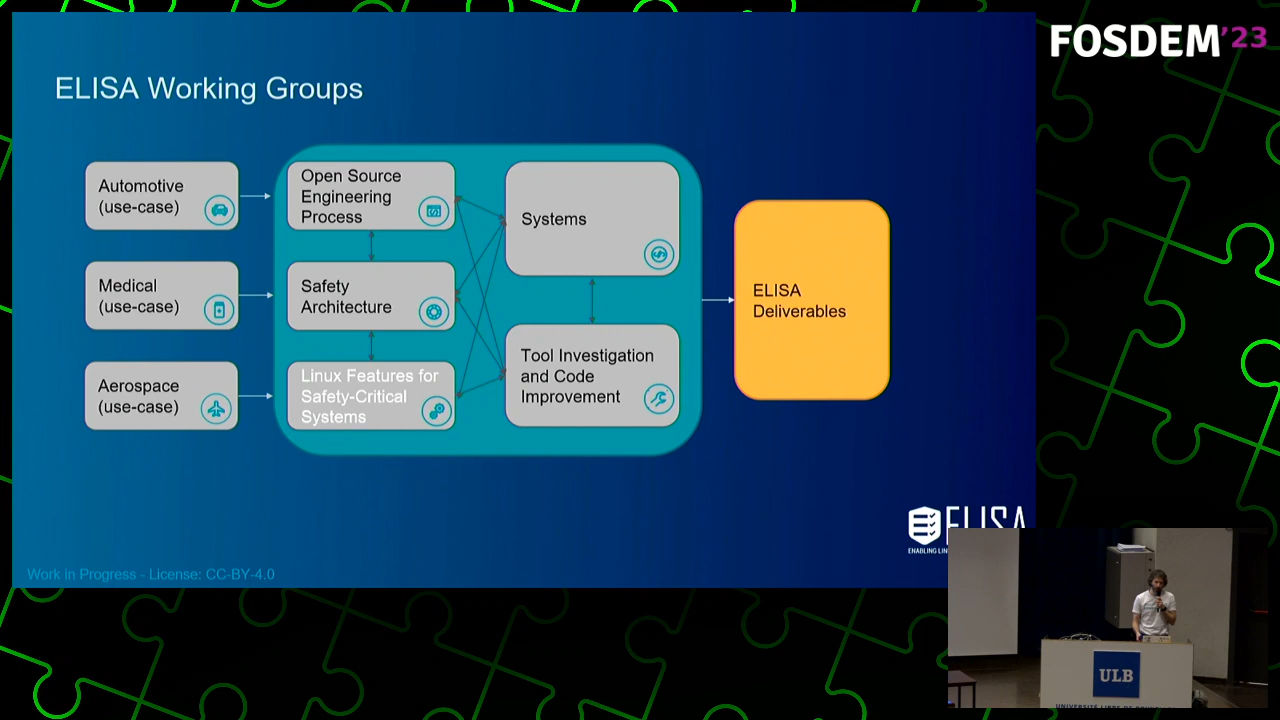 FOSDEM'23
ELISA Working Groups
Automotive
(use-case)
Medical
(use-case)
Aerospace
(use-case)
Open Source
Engineering
Process
Safety
Architecture
Linux Features for
Safety-Critical
Systems
Systems
Tool Investigation
and Code
Improvement
ELISA
Deliverables
ELISA
ENABLING
Work in Progress - License: CC-BY-4.0
ULB